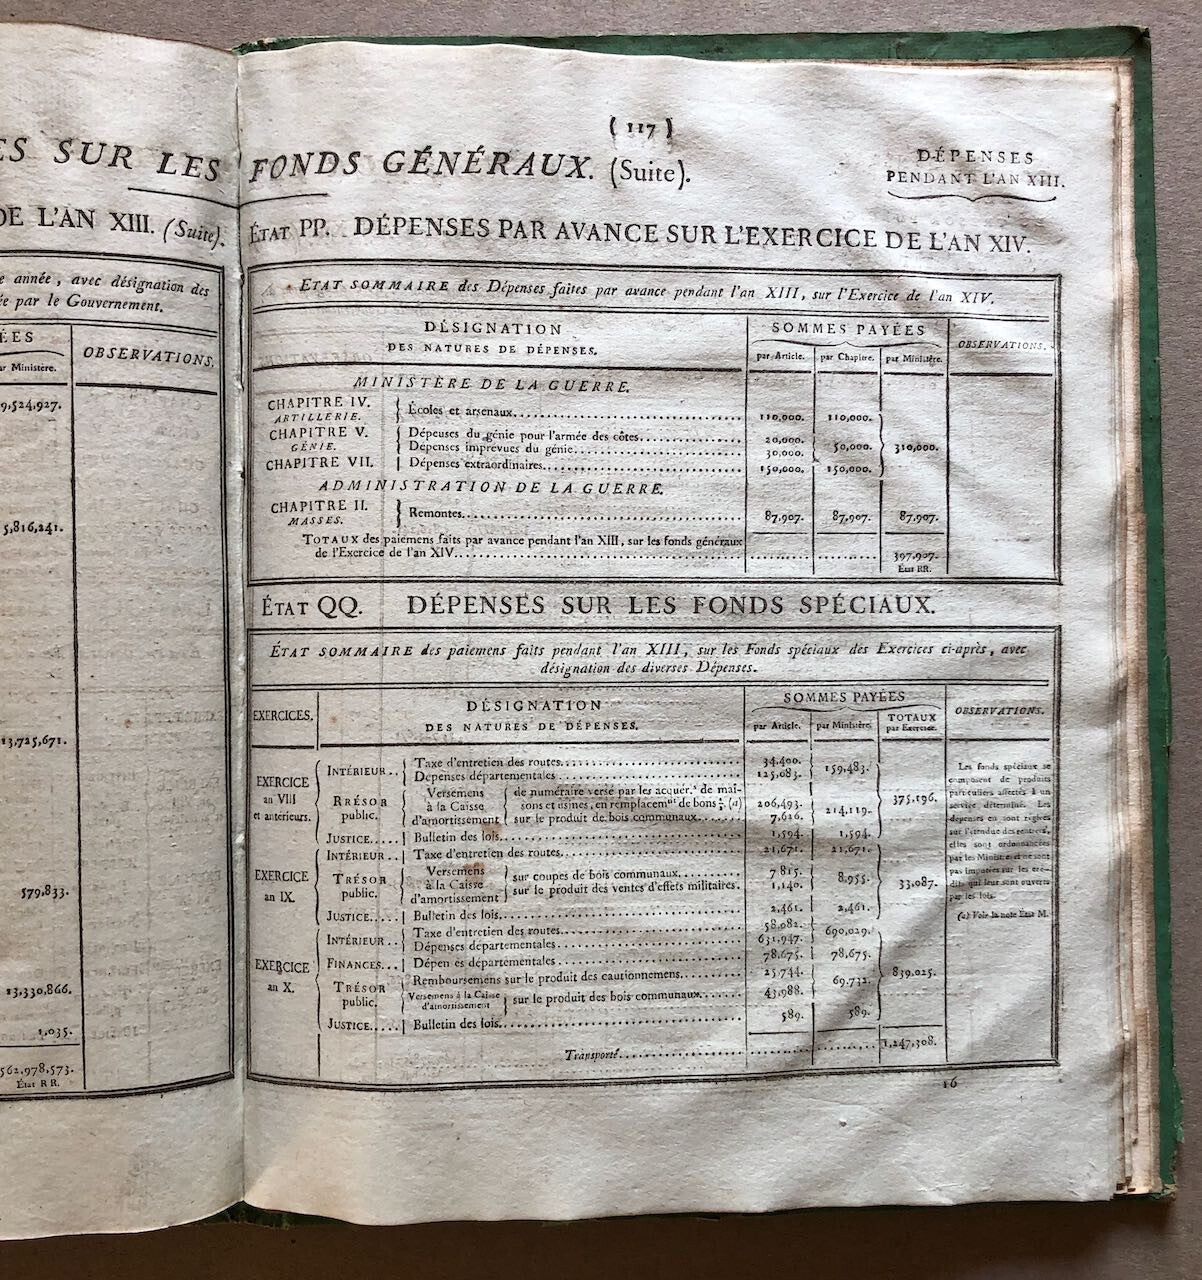 ES SUR LES
DE L'AN XIII. (Suite).
e année, avec désignation des
ée par le Gouvernement.
ÉES
OBSERVATIONS.
ar Ministère.
9,524,927.
5,816,241.
13,725,671.
579,833.
13,330,866.
1,035.
562,978,573.
État RR.
( 117 )
FONDS GÉNÉRAUX. (Suite).
DÉPENSES
PENDANT L'AN XIII.
ÉTAT PP. DÉPENSES PAR AVANCE SUR L'EXERCICE DE L'AN XIV.
ETAT SOMMAIRE des Dépenses faites par avance pendant l'an XIII, sur l'Exercice de l'an XIV.
DÉSIGNATION
DES NATURES DE DÉPENSES.
SOMMES PAYÉES
par Article. par Chapitre. par Ministère.
OBSERVATIONS.
MINISTÈRE DE LA GUERRE.
CHAPITRE IV.
ARTILLERIE.
Écoles et arsenaux 110,000. 110,000.
CHAPITRE V.
GÉNIE.
Dépenses du génie pour l'armée des côtes 20,000.
Dépenses imprévues du génie 30,000. 50,000. 310,000.
CHAPITRE VII. Dépenses extraordinaires 150,000. 150,000.
ADMINISTRATION DE LA GUERRE.
CHAPITRE II.
MASSES.
Remontes 87,907. 87,907. 87,907.
TOTAUX des paiemens faits par avance pendant l'an XIII, sur les fonds généraux
de l'Exercice de l'an XIV 397,907.
État RR.
ÉTAT QQ. DÉPENSES SUR LES FONDS SPÉCIAUX.
ÉTAT SOMMAIRE des paiemens faits pendant l'an XIII, sur les Fonds spéciaux des Exercices ci-après, avec
désignation des diverses Dépenses.
EXERCICES.
DÉSIGNATION
DES NATURES DE DÉPENSES.
SOMMES PAYÉES
par Article. par Ministère. TOTAUX
par Exercice.
OBSERVATIONS.
EXERCICE
an VIII
et antérieurs.
INTÉRIEUR.. Taxe d'entretien des routes 34,400.
Dépenses départementales 125,083. 159,483.
RRÉSOR
public.
Versemens
à la Caisse
d'amortissement
de numéraire versé par les acquér.s de mai-
sons et usines, en remplacem.ent de bons (a) 206,493.
sur le produit de bois communaux 7,626. 214,119. 375,196.
JUSTICE.... Bulletin des lois 1,594. 1,594.
EXERCICE
an IX.
INTÉRIEUR.. Taxe d'entretien des routes 21,671. 21,671.
TRÉSOR
public.
Versemens
à la Caisse
d'amortissement
sur coupes de bois communaux 7,815.
sur le produit des ventes d'effets militaires. 1,140. 8,955. 33,087.
JUSTICE..... Bulletin des lois 2,461. 2,461.
EXERCICE
an X.
INTÉRIEUR.. Taxe d'entretien des routes 58,082.
Dépenses départementales 631,947. 690,029.
FINANCES... Dépen es départementales 78,675. 78,675.
TRÉSOR
public.
Remboursemens sur le produit des cautionnemens 25,744.
Versemens à la Caisse
d'amortissement
sur le produit des bois communaux 43,988. 69,732. 839,025.
JUSTICE..... Bulletin des lois 589. 589.
Transporté 1,247,308.
Les fonds spéciaux se
composent de produits
particuliers affectés à un
service déterminé. Les
dépenses en sont réglées
sur l'étendue des rentrées,
elles sont ordonnancées
par les Ministres et ne sont
pas imputées sur les cré-
dits qui leur sont ouverts
par les lois.
(a) Voir la note État M.
16